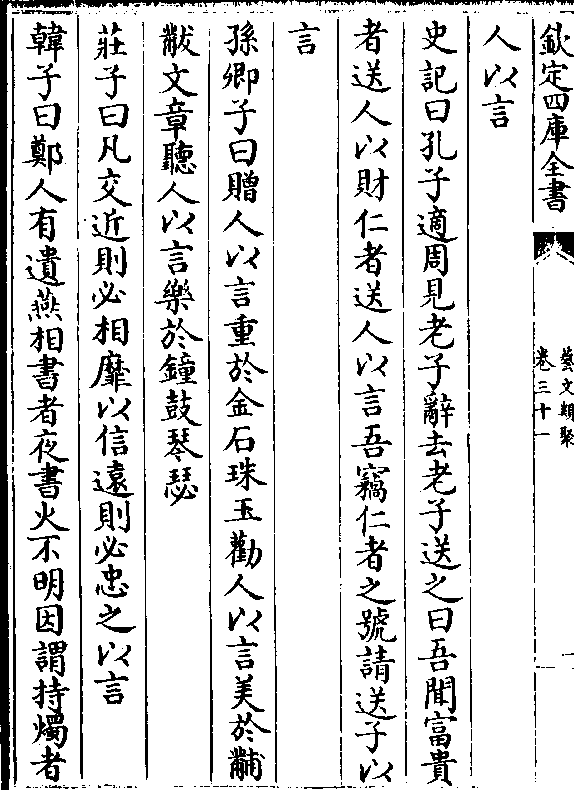 欽定四庫全書
藝文類聚
卷三十一
一
人以言
史記曰孔子適周見老子辭去老子送之曰吾聞富貴
者送人以財仁者送人以言吾竊仁者之號請送子以
言
孫卿子曰贈人以言重於金石珠玉勸人以言美於黼
黻文章聽人以言樂於鐘鼓琴瑟
莊子曰凡交近則必相靡以信遠則必忠之以言
韓子曰鄭人有遺燕相書者夜書火不明因謂持燭者